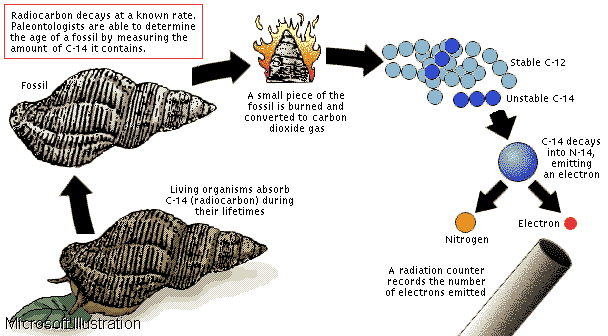 Radiocarbon decays at a known rate.
Paleontologists are able to determine
the age of a fossil by measuring the
amount of C-14 it contains.
Fossil
A small piece of the
fossil is burned and
converted to carbon
dioxide gas
Stable C-12
Unstable C-14
C-14 decays
into N-14,
emitting
an electron
Nitrogen
Electron
Living organisms absorb
C-14 (radiocarbon) during
their lifetimes
A radiation counter
records the number
of electrons emitted
Microsoft Illustration